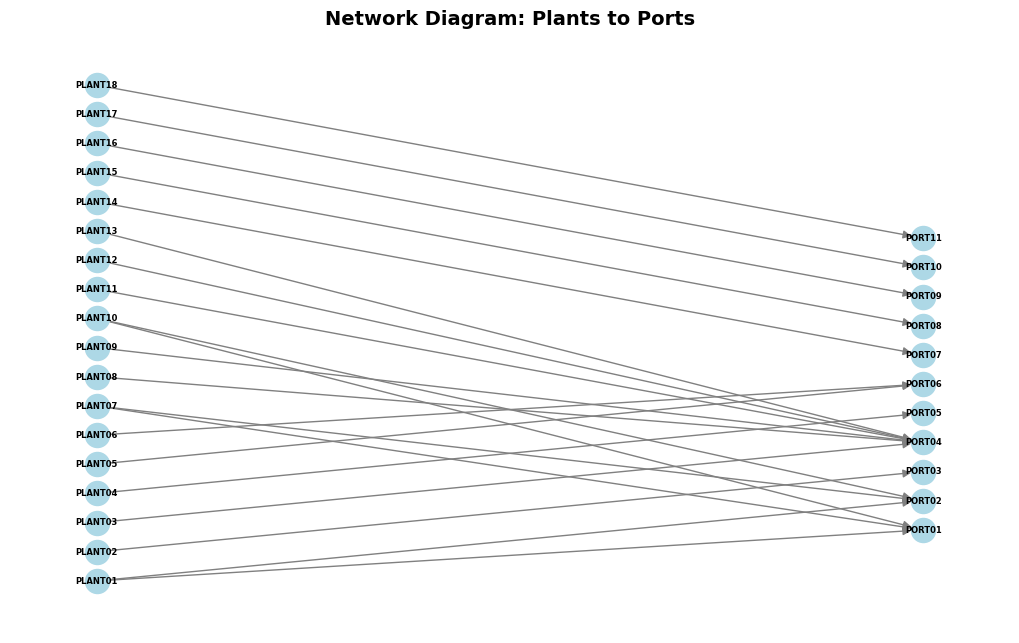 Network Diagram: Plants to Ports
PLANT18
PLANT17
PLANT16
PLANT15
PLANT14
PLANT13
PLANT12
PLANT11
PLANT10
PLANT09
PLANT08
PLANT07
PLANT06
PLANT05
PLANT04
PLANT03
PLANT02
PLANT01
PORT11
PORT10
PORT09
PORT08
PORT07
PORT06
PORT05
PORT04
PORT03
PORT02
PORT01